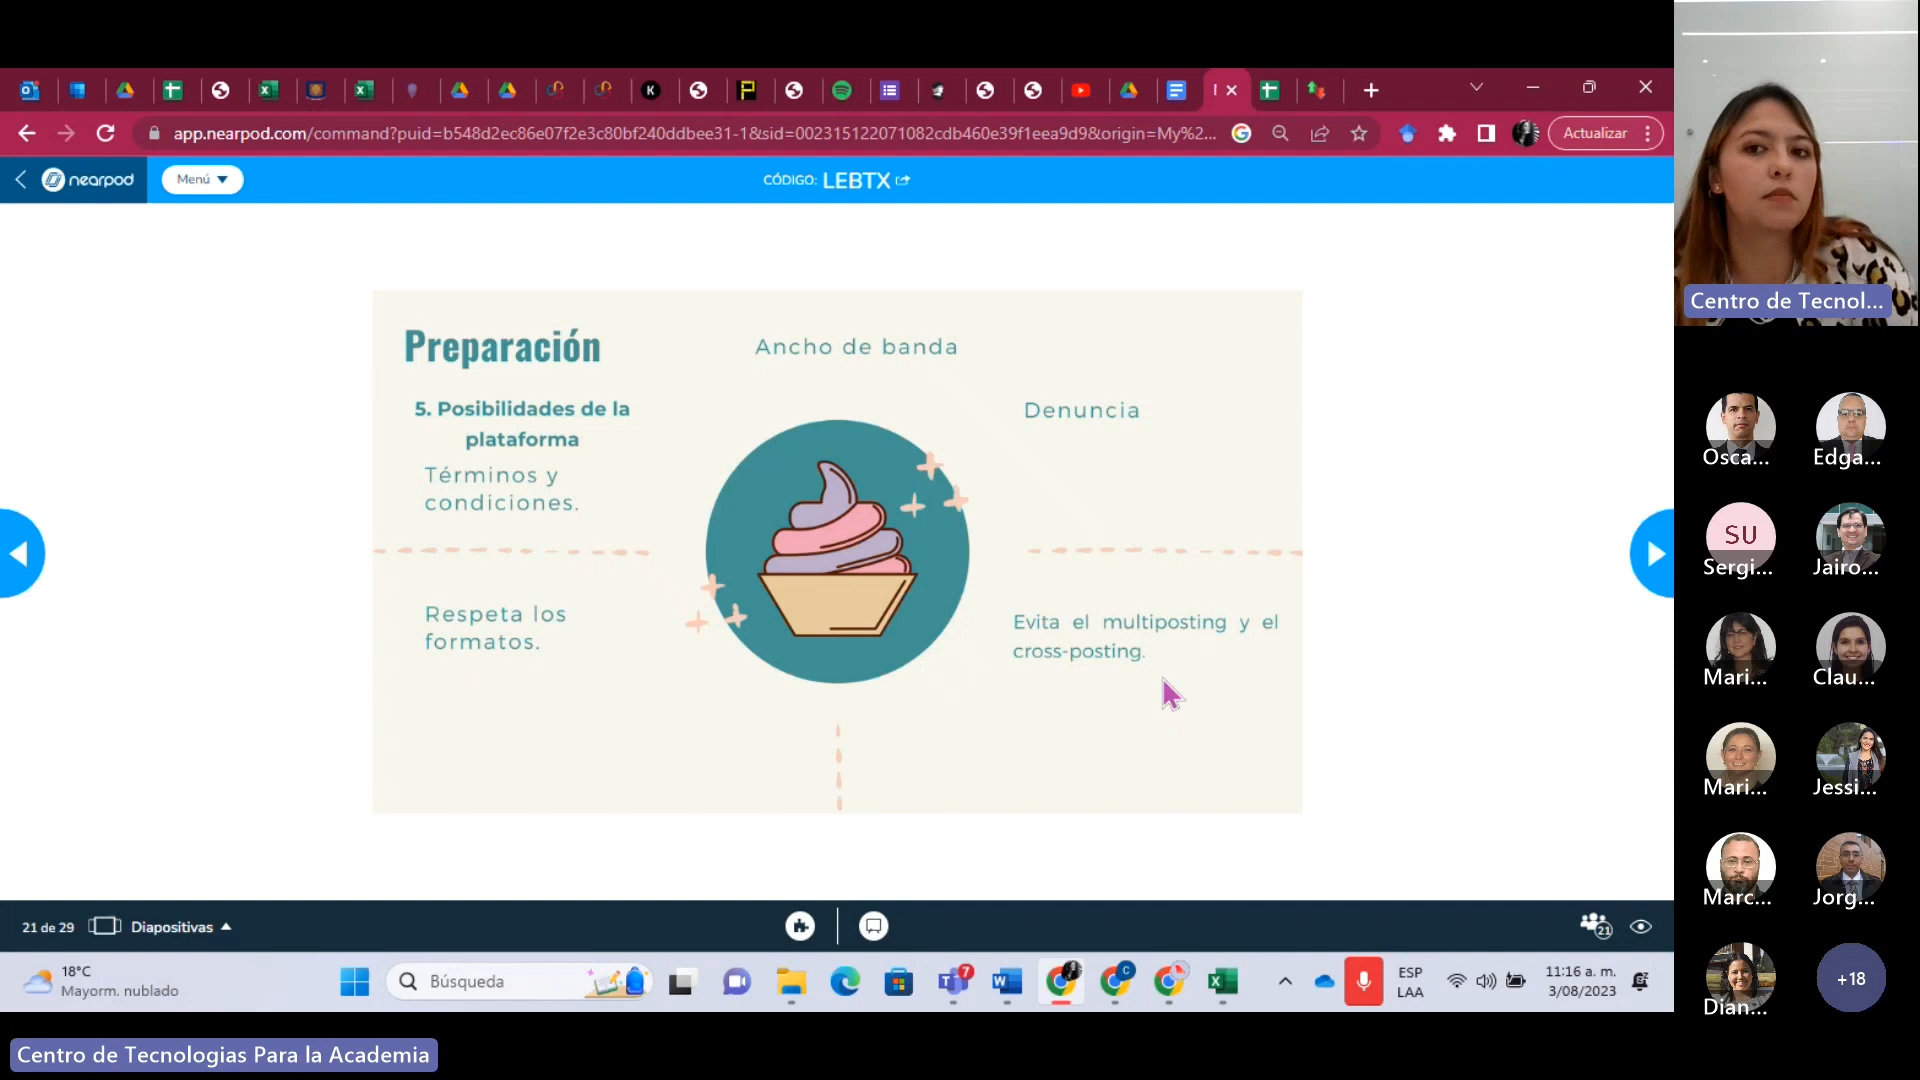 app.nearpod.com/command?puid=b548d2ec86e07f2e3c80bf240ddbee31-1&sid=002315122071082cdb460e39f1eea9d9&origin=My%2...
Actualizar
nearpod
Menú
CÓDIGO: LEBTX
Preparación
5. Posibilidades de la
plataforma
Términos y
condiciones.
Ancho de banda
Denuncia
Respeta los
formatos.
Evita el multiposting y el
cross-posting.
21 de 29
Diapositivas
21
18°C
Mayorm. nublado
Búsqueda
7
C
ESP
LAA
11:16 a. m.
3/08/2023
Centro de Tecnologias Para la Academia
Centro de Tecnol...
Osca...
Edga...
SU
Sergi...
Jairo...
Mari...
Clau...
Mari...
Jessi...
Marc...
Jorg...
Dian...
+18